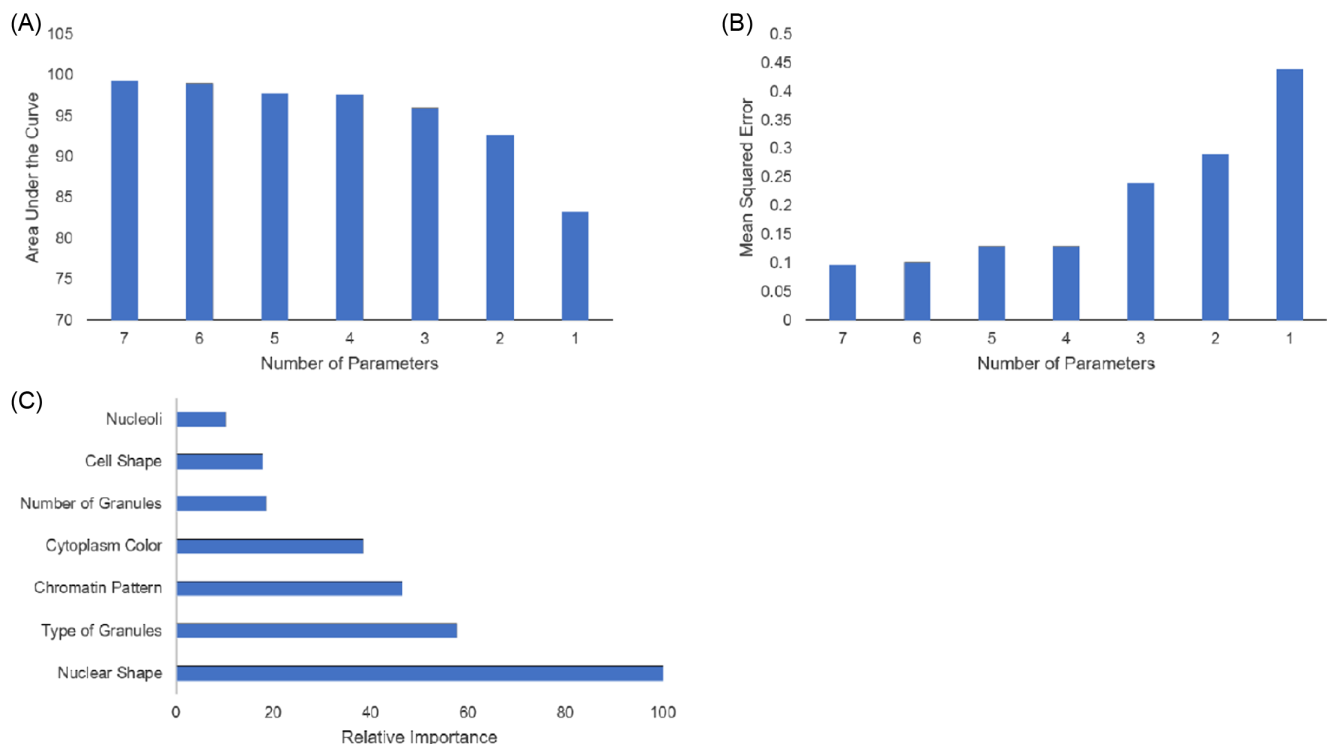 (A)
105
100
95
90
85
80
75
70
Area Under the Curve
7 6 5 4 3 2 1
Number of Parameters
(B)
0.5
0.45
0.4
0.35
0.3
0.25
0.2
0.15
0.1
0.05
0
Mean Squared Error
7 6 5 4 3 2 1
Number of Parameters
(C)
Nucleoli
Cell Shape
Number of Granules
Cytoplasm Color
Chromatin Pattern
Type of Granules
Nuclear Shape
0 20 40 60 80 100
Relative Importance